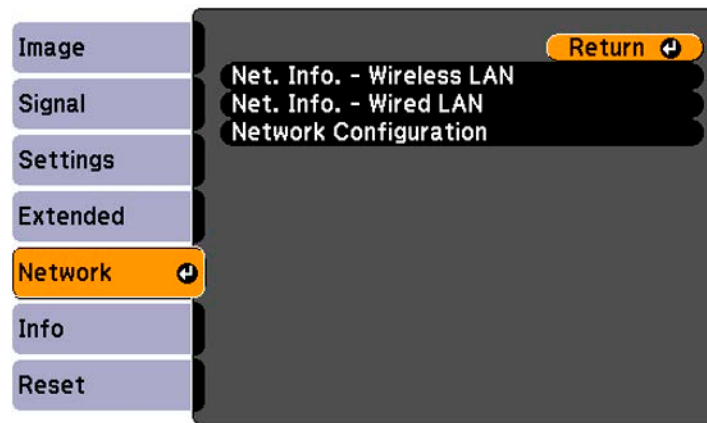 Image
Signal
Settings
Extended
Network
Info
Reset
Return
Net. Info. - Wireless LAN
Net. Info. - Wired LAN
Network Configuration